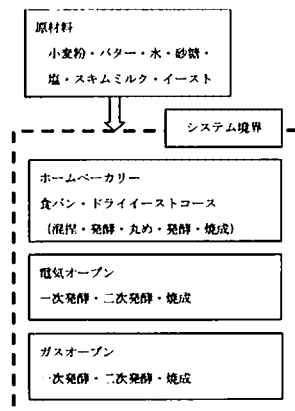 原材料
小麦粉・バター・水・砂糖・
塩・スキムミルク・イースト
システム境界
ホームベーカリー
食パン・ドライイーストコース
(混捏・発酵・丸め・発酵・焼成)
電気オーブン
一次発酵・二次発酵・焼成
ガスオーブン
一次発酵・二次発酵・焼成